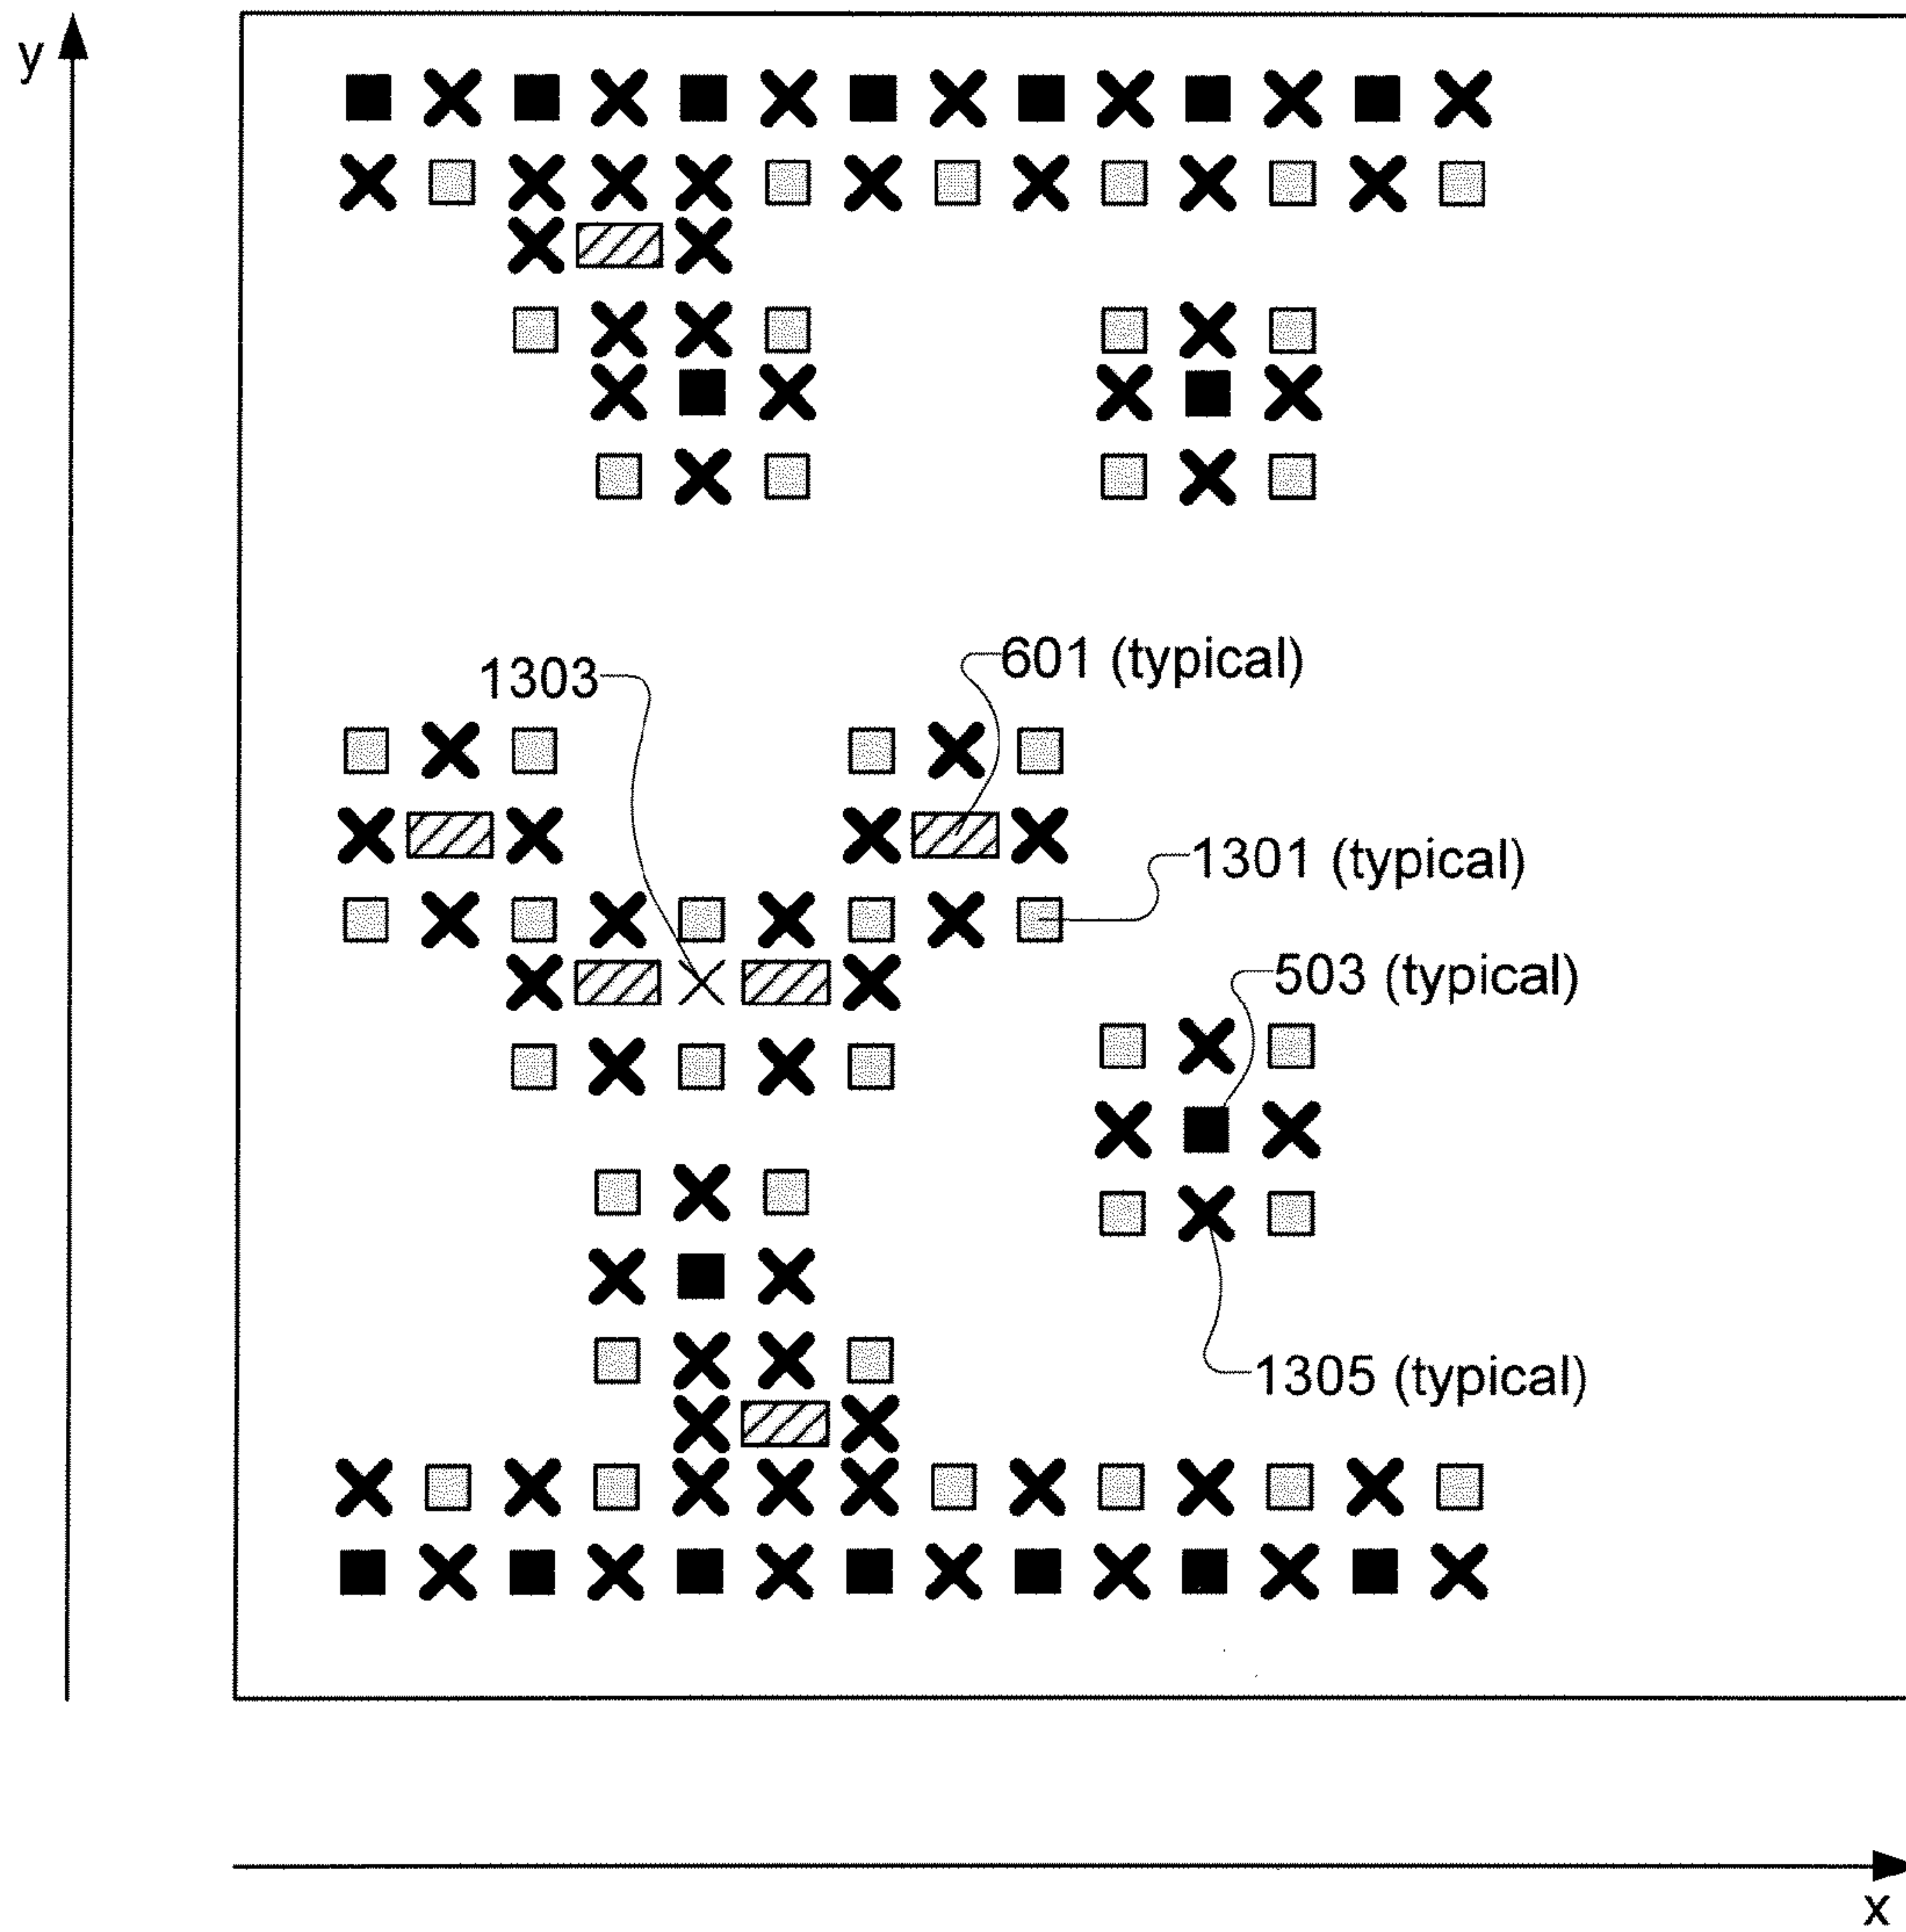 y
1303
601 (typical)
1301 (typical)
503 (typical)
1305 (typical)
x